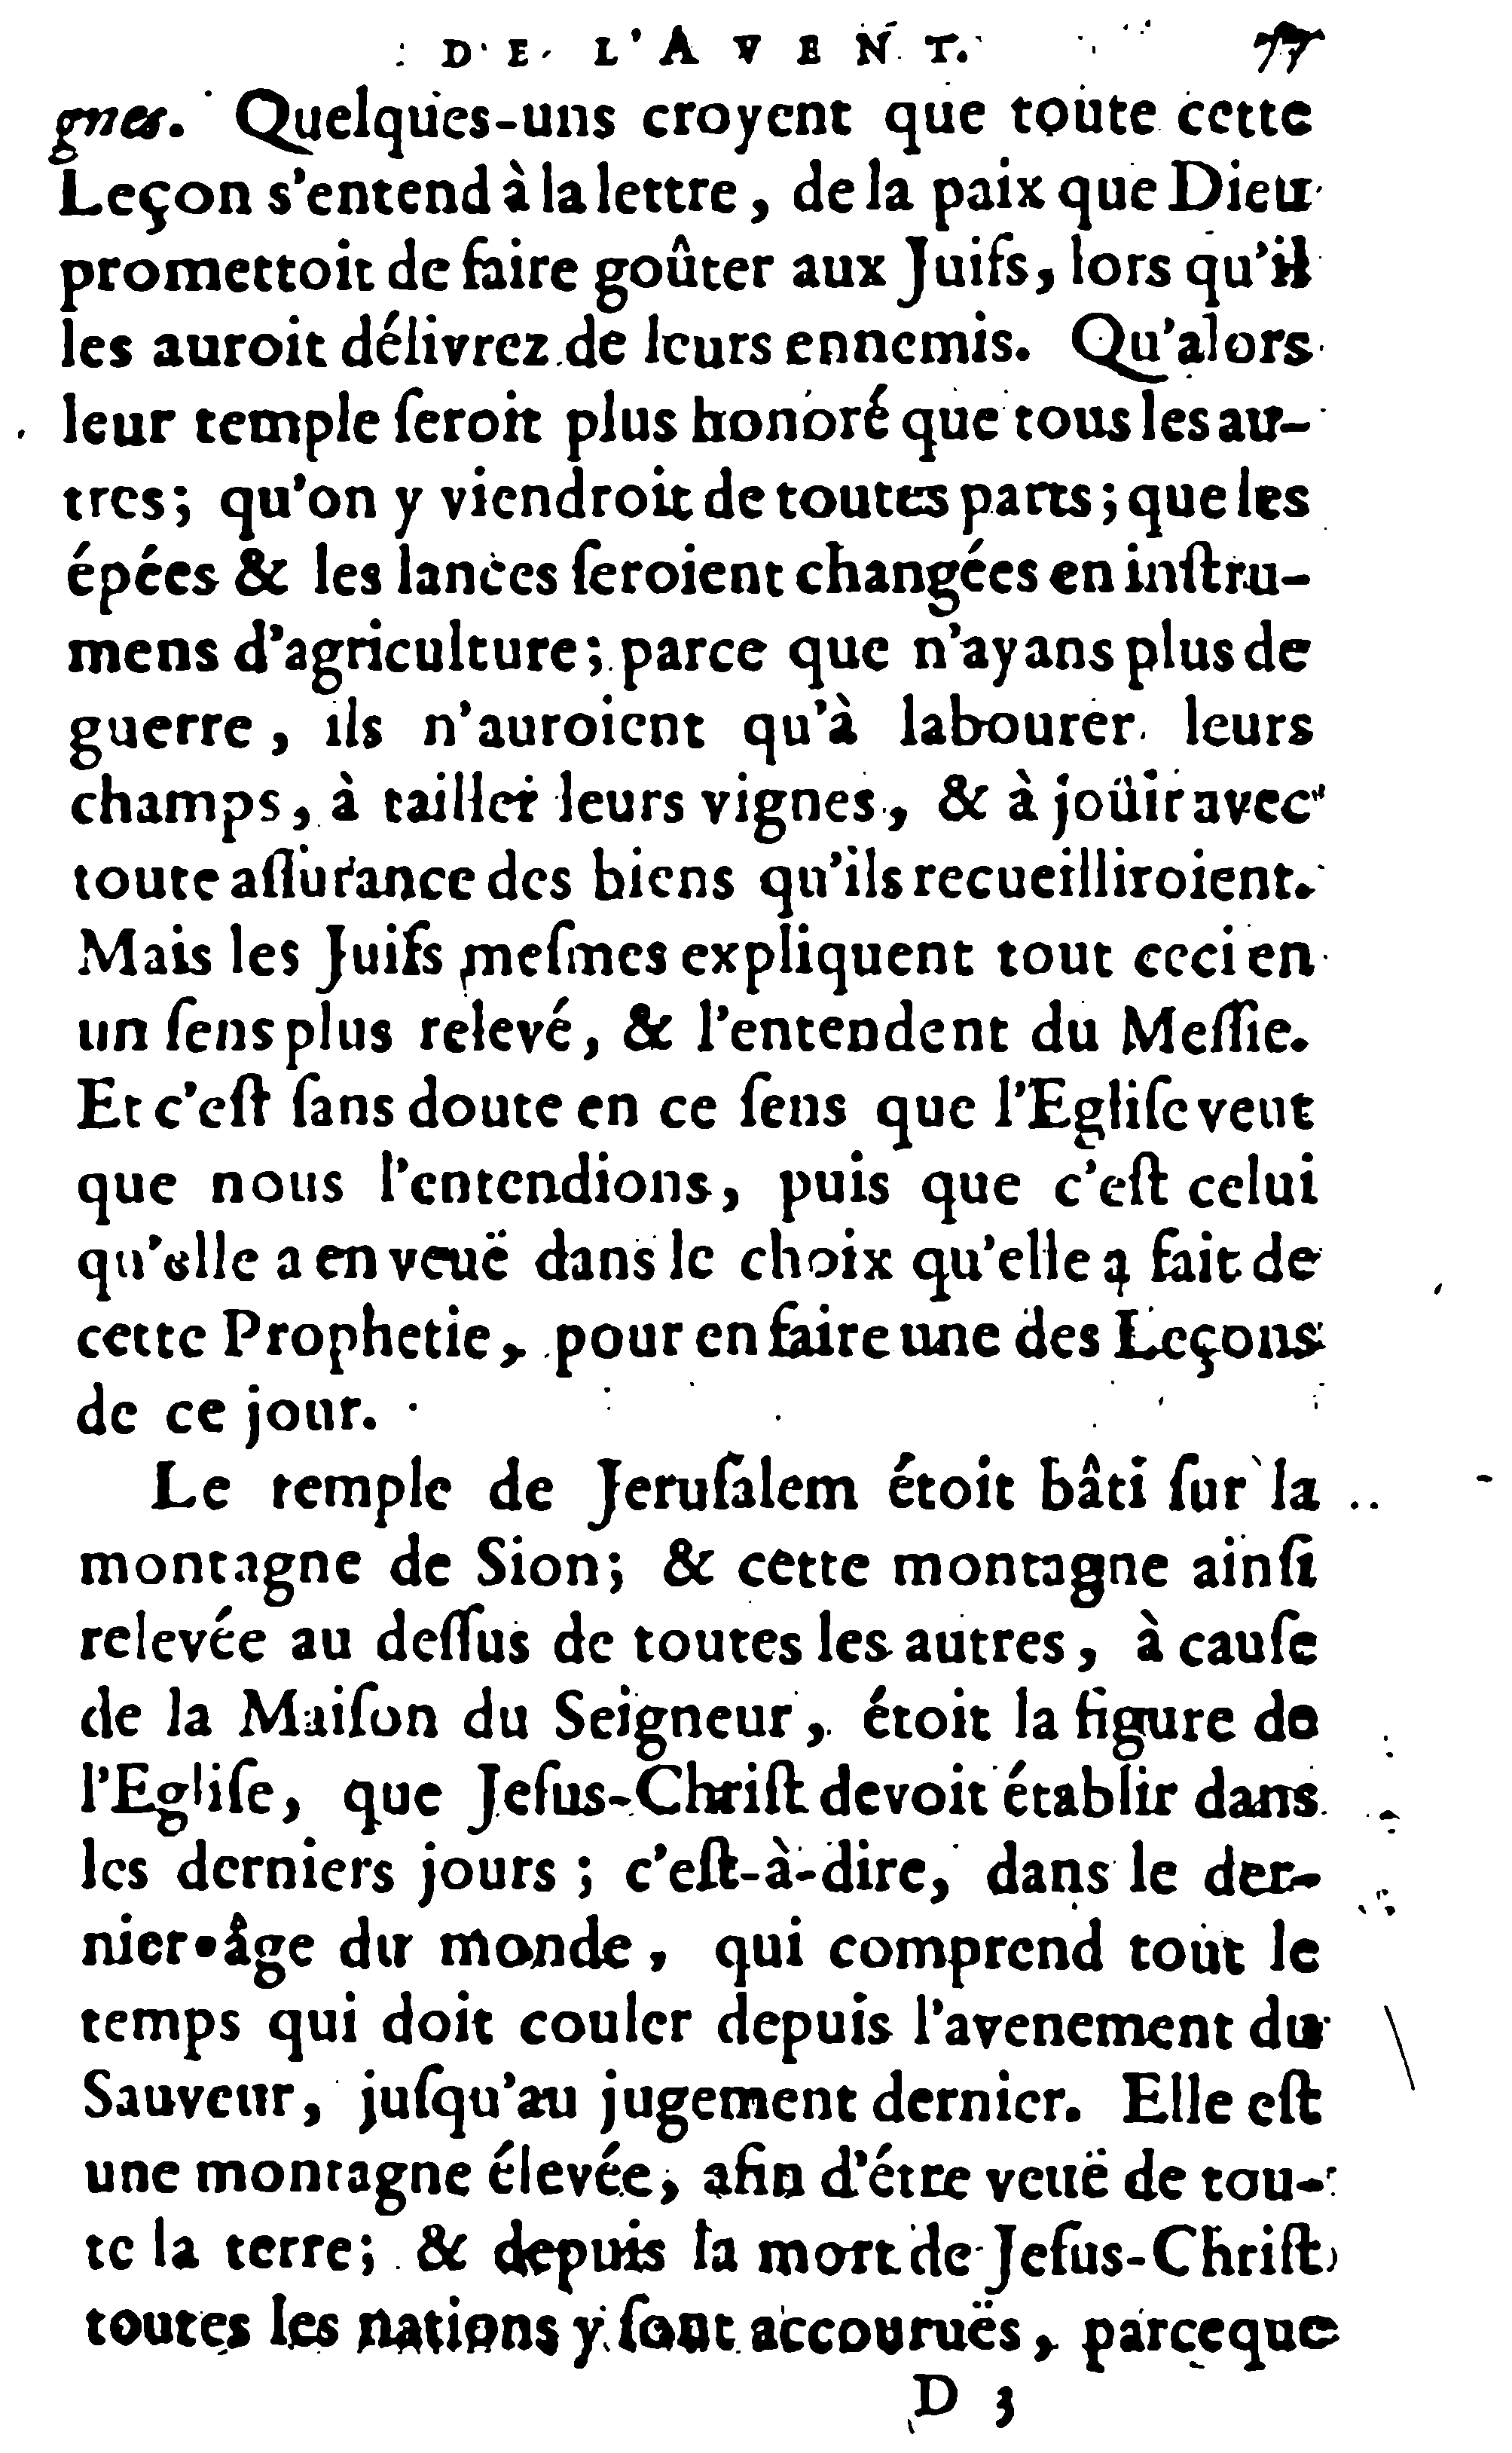 DE L'AVENT. 77
gnes. Quelques-uns croyent que toute cette
Leçon s'entend à la lettre, de la paix que Dieu
promettoit de faire goûter aux Juifs, lors qu'il
les auroit délivrez de leurs ennemis. Qu'alors
leur temple ſeroit plus honoré que tous les au-
tres; qu'on y viendroit de toutes parts; que les
épées & les lances ſeroient changées en inſtru-
mens d'agriculture; parce que n'ayans plus de
guerre, ils n'auroient qu'à labourer leurs
champs, à tailler leurs vignes, & à joüir avec
toute aſſurance des biens qu'ils recueilliroient.
Mais les Juifs meſmes expliquent tout ceci en
un ſens plus relevé, & l'entendent du Meſſie.
Et c'eſt ſans doute en ce ſens que l'Egliſe veut
que nous l'entendions, puis que c'eſt celui
qu'elle a en veuë dans le choix qu'elle a fait de
cette Prophetie, pour en faire une des Leçons
de ce jour.
Le temple de Jeruſalem étoit bâti ſur la
montagne de Sion; & cette montagne ainſi
relevée au deſſus de toutes les autres, à cauſe
de la Maiſon du Seigneur, étoit la figure de
l'Egliſe, que Jeſus-Chriſt devoit établir dans
les derniers jours; c'eſt-à-dire, dans le der-
nier âge du monde, qui comprend tout le
temps qui doit couler depuis l'avenement du
Sauveur, juſqu'au jugement dernier. Elle eſt
une montagne élevée, afin d'étre veuë de tou-
te la terre; & depuis la mort de Jeſus-Chriſt,
toutes les nations y ſont accouruës, parceque
D 3